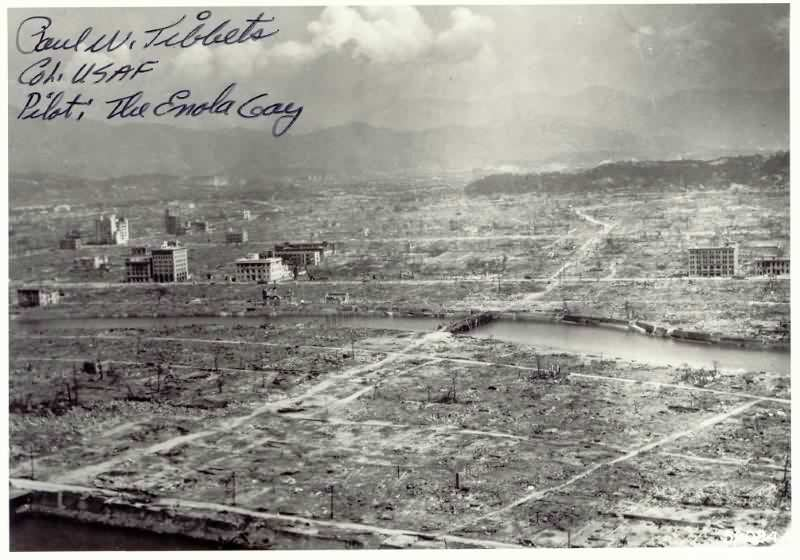 Paul W. Tibbets
Col. USAF
Pilot: The Enola Gay